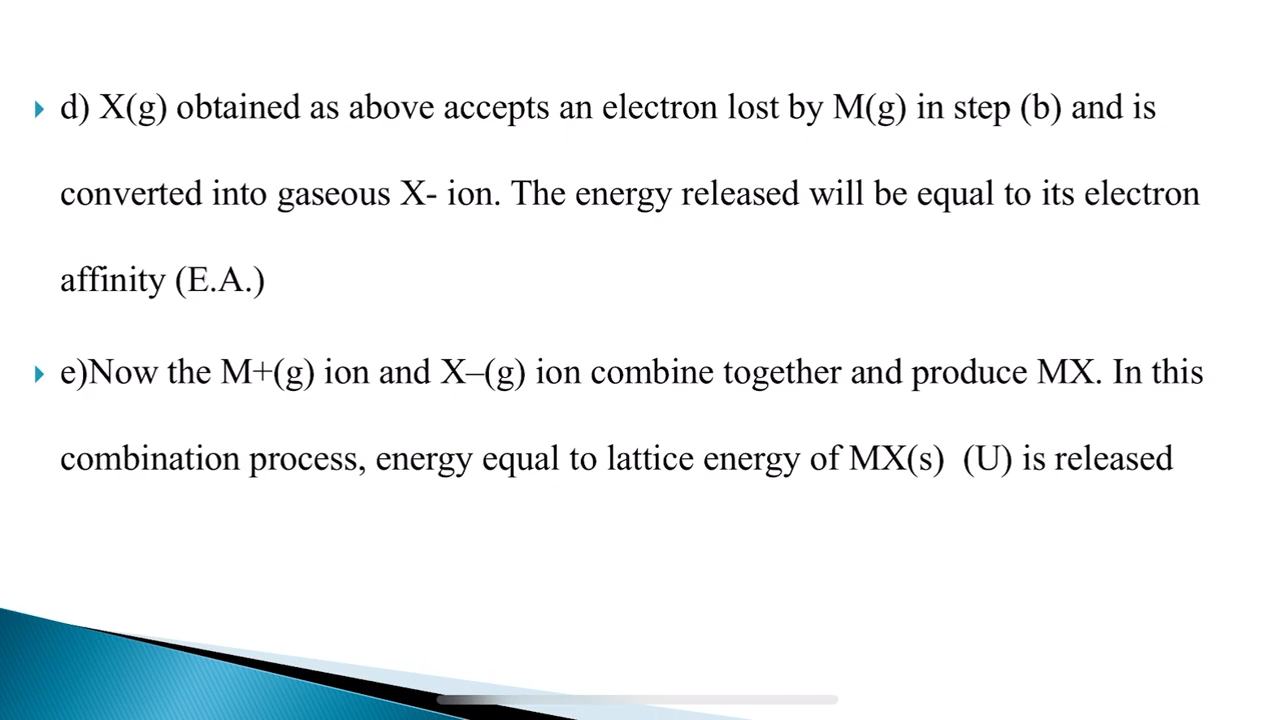 d) X(g) obtained as above accepts an electron lost by M(g) in step (b) and is
converted into gaseous X- ion. The energy released will be equal to its electron
affinity (E.A.)
e)Now the M+(g) ion and X–(g) ion combine together and produce MX. In this
combination process, energy equal to lattice energy of MX(s)  (U) is released